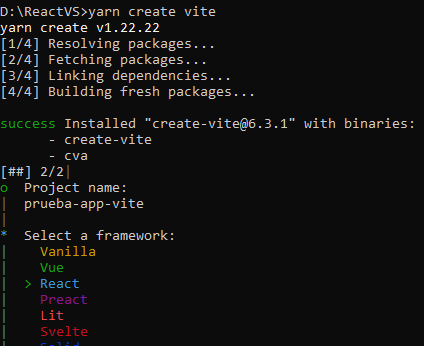 D:\ReactVS>yarn create vite
yarn create v1.22.22
[1/4] Resolving packages...
[2/4] Fetching packages...
[3/4] Linking dependencies...
[4/4] Building fresh packages...
success Installed "create-vite@6.3.1" with binaries:
- create-vite
- cva
[##] 2/2|
o Project name:
| prueba-app-vite
|
* Select a framework:
| Vanilla
| Vue
| > React
| Preact
| Lit
| Svelte
| Solid